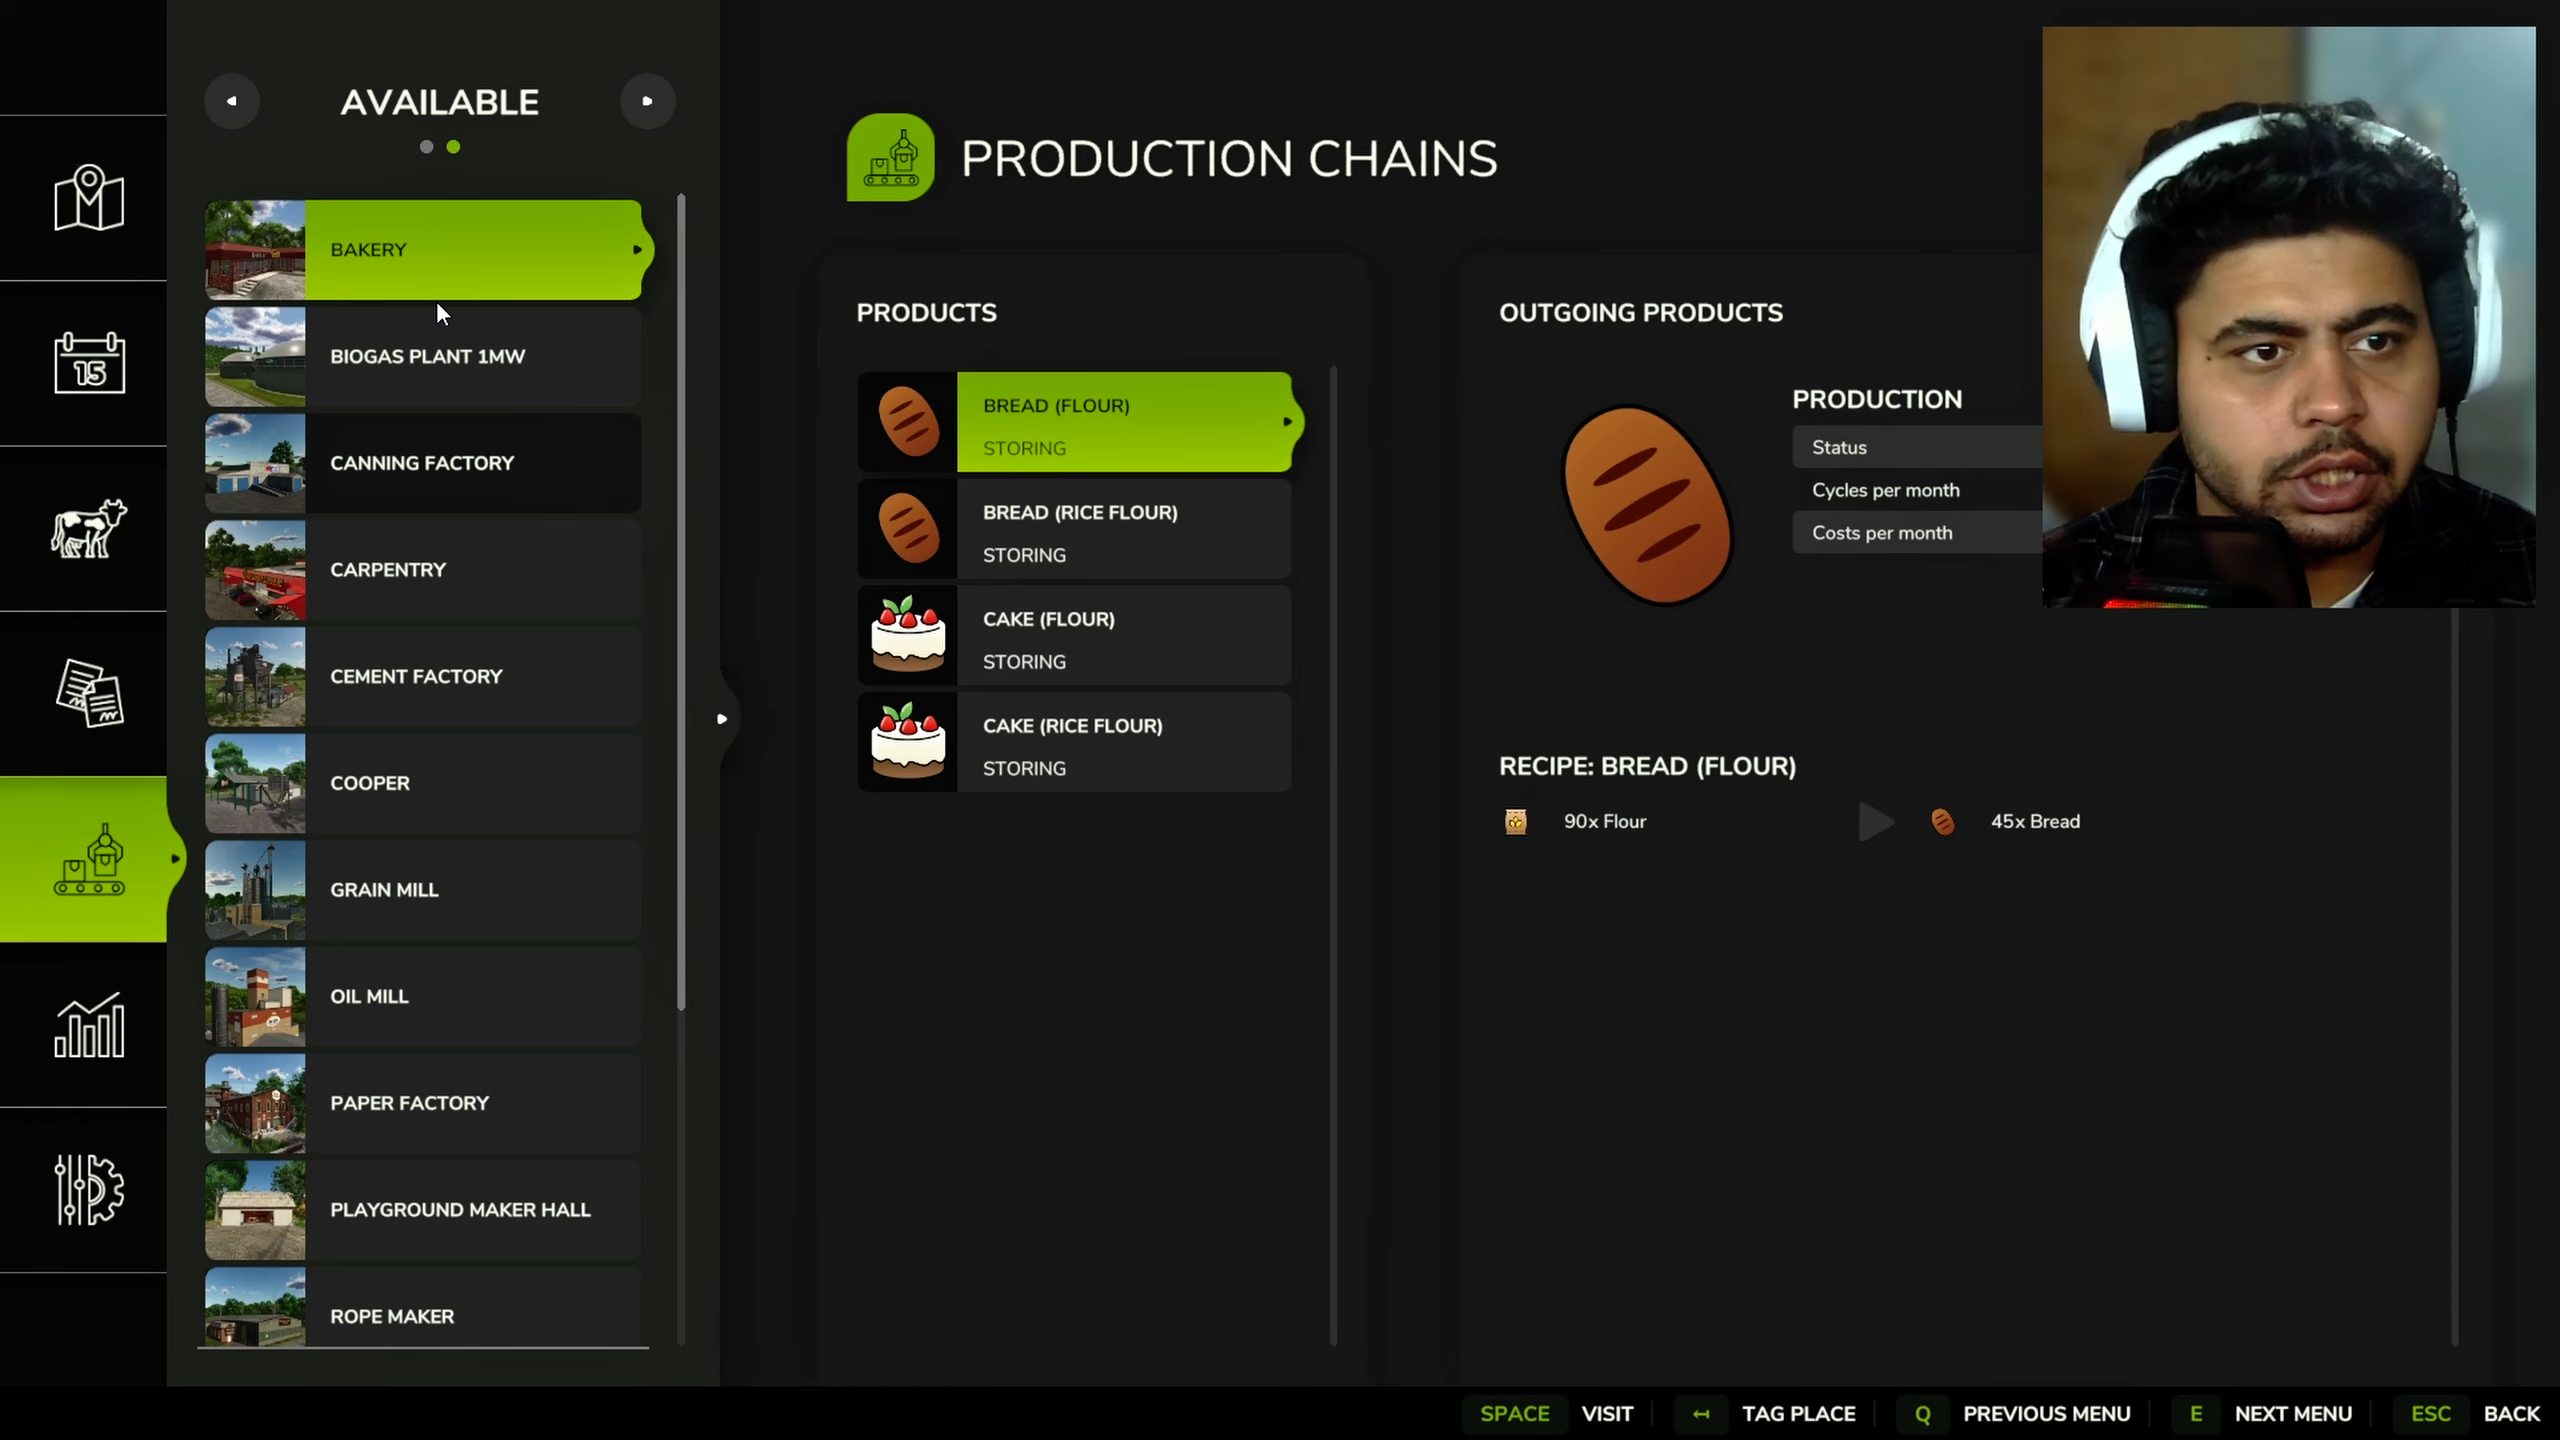 AVAILABLE
BAKERY
BIOGAS PLANT 1MW
CANNING FACTORY
CARPENTRY
CEMENT FACTORY
COOPER
GRAIN MILL
OIL MILL
PAPER FACTORY
PLAYGROUND MAKER HALL
ROPE MAKER
15
PRODUCTION CHAINS
PRODUCTS
BREAD (FLOUR)
STORING
BREAD (RICE FLOUR)
STORING
CAKE (FLOUR)
STORING
CAKE (RICE FLOUR)
STORING
OUTGOING PRODUCTS
PRODUCTION
Status
Cycles per month
Costs per month
RECIPE: BREAD (FLOUR)
90x Flour 45x Bread
SPACE VISIT TAG PLACE Q PREVIOUS MENU E NEXT MENU ESC BACK